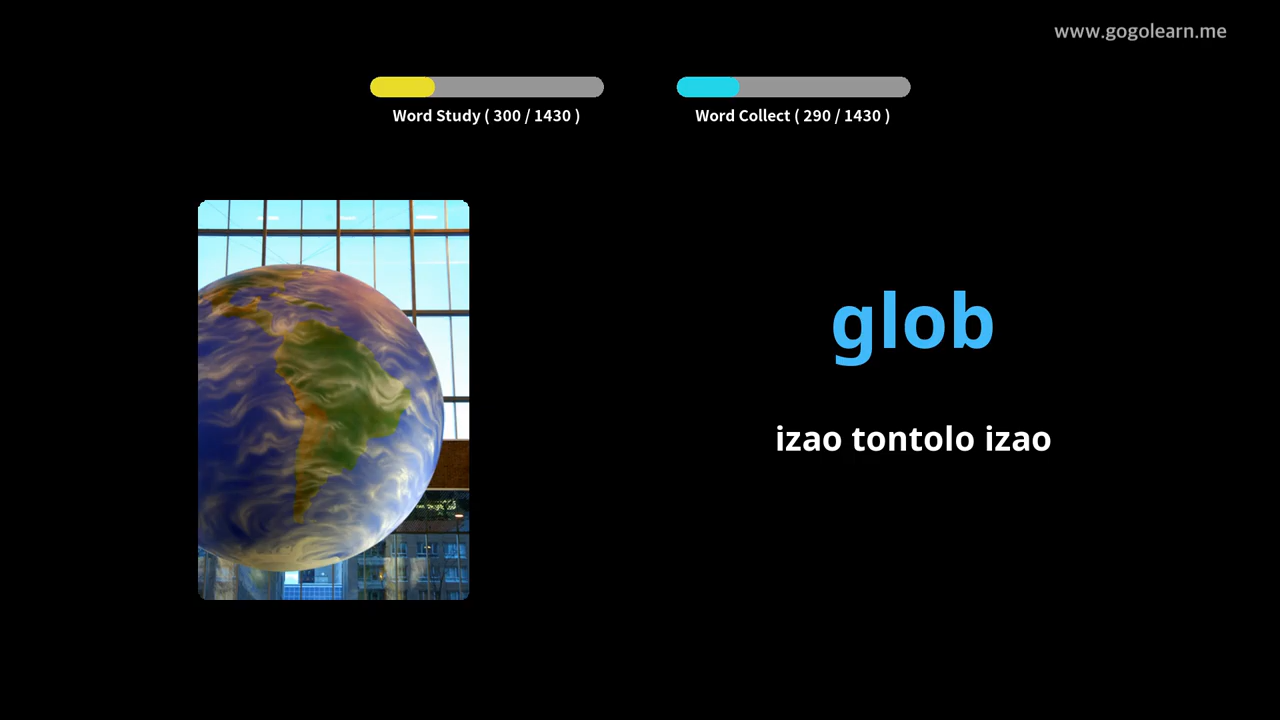 www.gogolearn.me
Word Study ( 300 / 1430 )
Word Collect ( 290 / 1430 )
glob
izao tontolo izao